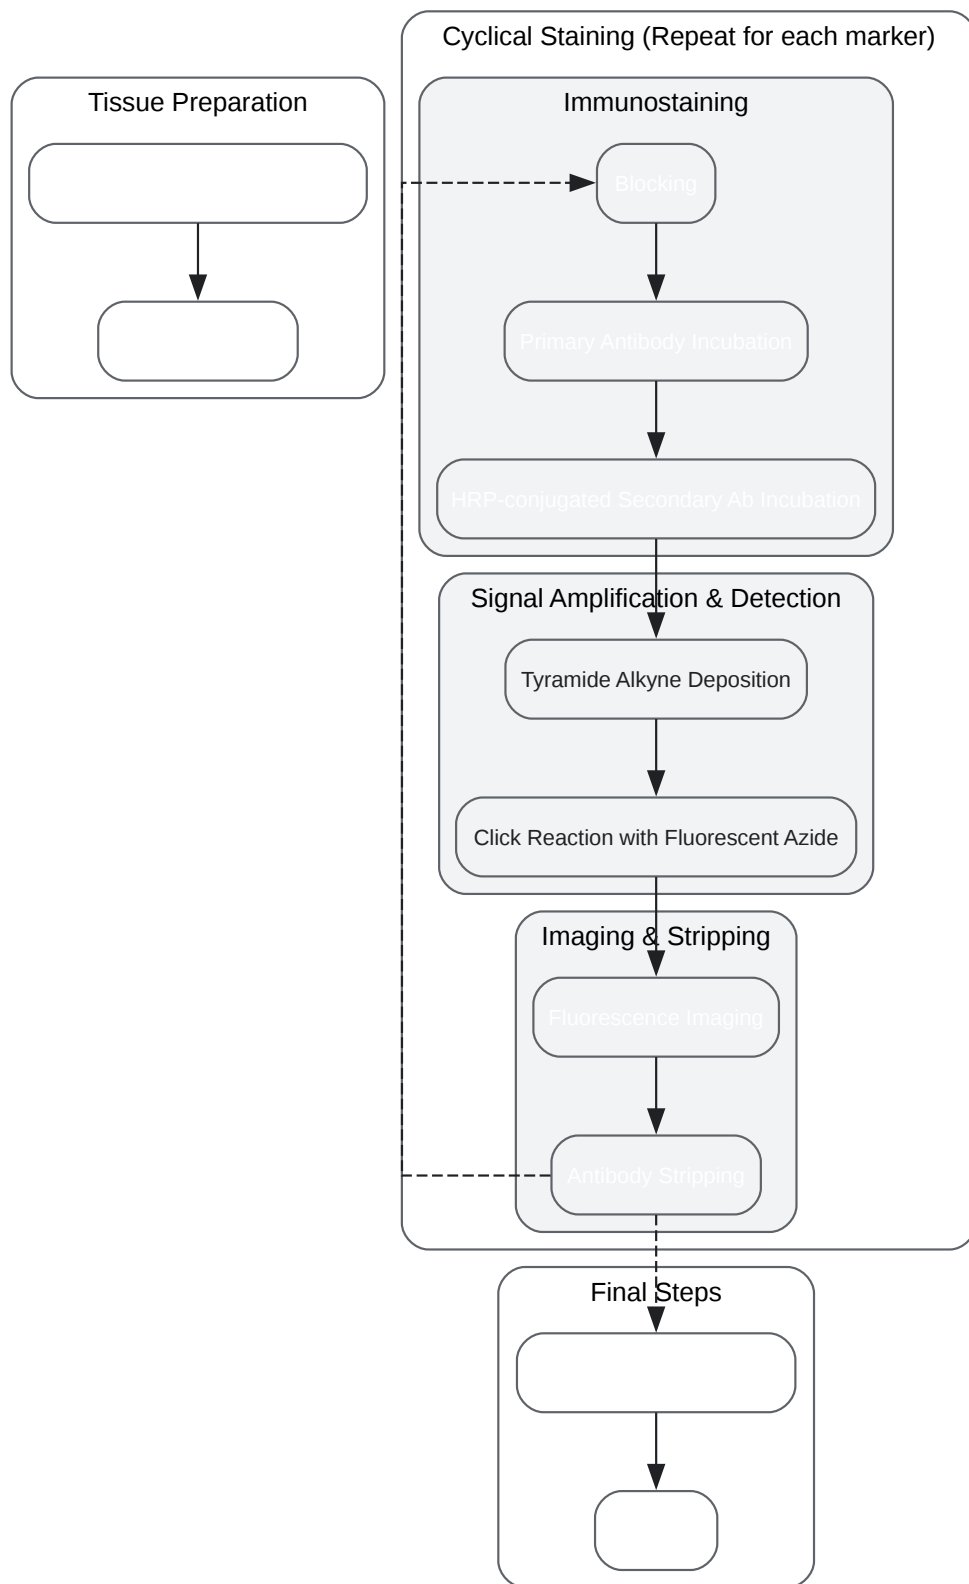 Cyclical Staining (Repeat for each marker)
Tissue Preparation
Immunostaining
Blocking
Primary Antibody Incubation
HRP-conjugated Secondary Ab Incubation
Signal Amplification & Detection
Tyramide Alkyne Deposition
Click Reaction with Fluorescent Azide
Imaging & Stripping
Fluorescence Imaging
Antibody Stripping
Final Steps